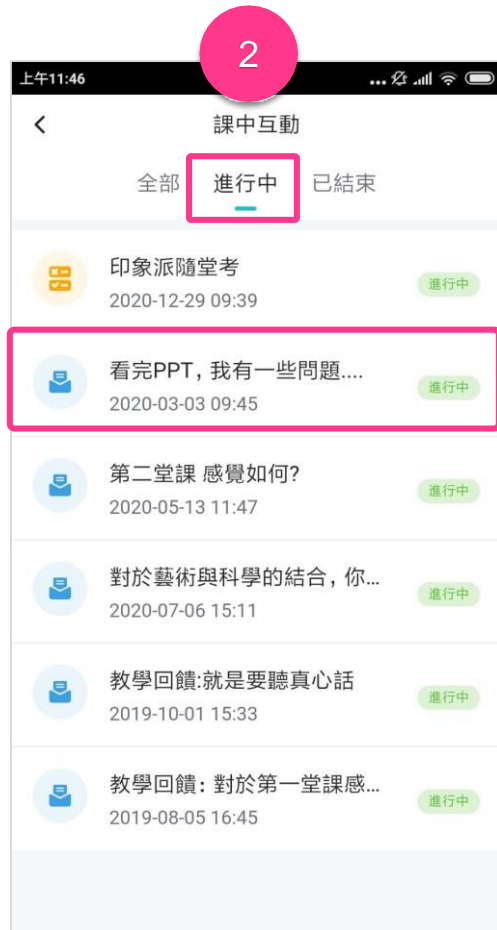 2
上午11:46
...
課中互動
全部 進行中 已結束
印象派隨堂考
進行中
2020-12-29 09:39
看完PPT，我有一些問題....
進行中
2020-03-03 09:45
第二堂課 感覺如何?
進行中
2020-05-13 11:47
對於藝術與科學的結合，你...
進行中
2020-07-06 15:11
教學回饋:就是要聽真心話
進行中
2019-10-01 15:33
教學回饋：對於第一堂課感...
進行中
2019-08-05 16:45